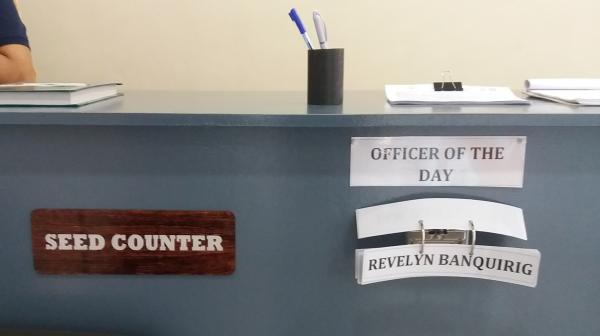 OFFICER OF THE
DAY
SEED COUNTER
REVELYN BANQUIRIG